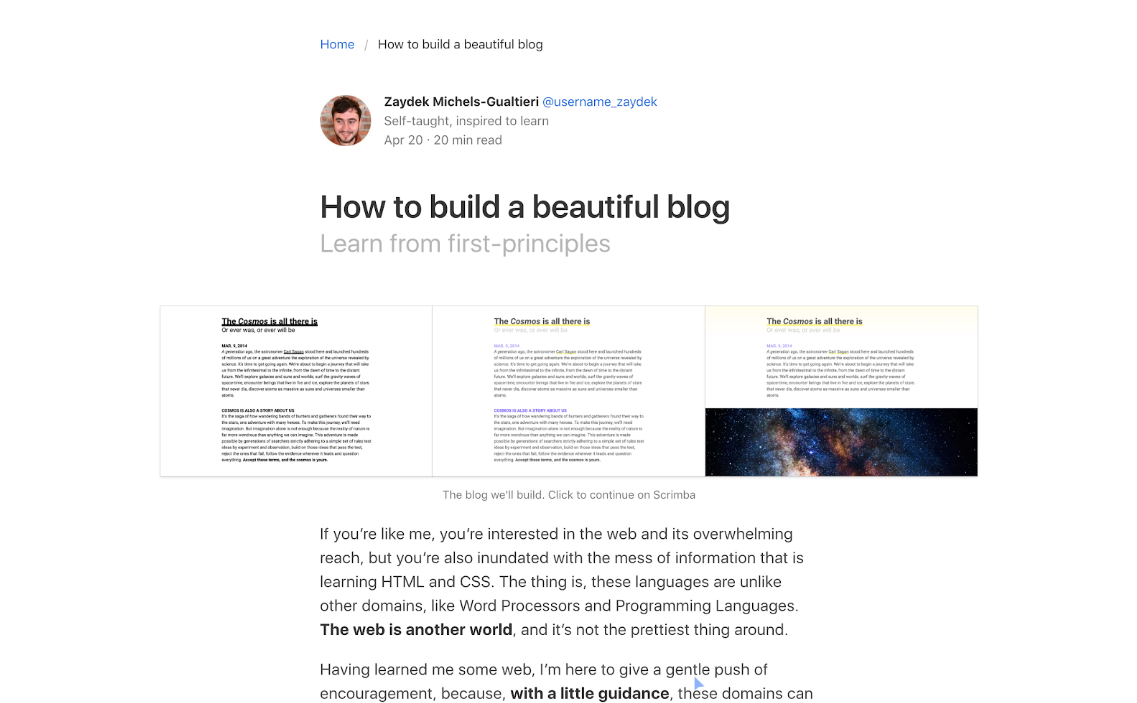 Home / How to build a beautiful blog
Zaydek Michels-Gualtieri @username_zaydek
Self-taught, inspired to learn
Apr 20 · 20 min read
How to build a beautiful blog
Learn from first-principles
The Cosmos is all there is
Or ever was, or ever will be
MAR. 9, 2014
A generation ago, the astronomer Carl Sagan stood here and launched hundreds
of millions of us on a great adventure the exploration of the universe revealed by
science. It's time to get going again. We're about to begin a journey that will take
us from the infinitesimal to the infinite, from the dawn of time to the distant
future. We'll explore galaxies and suns and worlds, surf the gravity waves of
space-time, encounter beings that live in fire and ice, explore the planets of stars
that never die, discover atoms as massive as suns and universes smaller than
atoms.
COSMOS IS ALSO A STORY ABOUT US
It's the saga of how wandering bands of hunters and gatherers found their way to
the stars, one adventure with many heroes. To make this journey, we'll need
imagination. But imagination alone is not enough because the reality of nature is
far more wondrous than anything we can imagine. This adventure is made
possible by generations of searchers strictly adhering to a simple set of rules test
ideas by experiment and observation, build on those ideas that pass the test,
reject the ones that fail, follow the evidence wherever it leads and question
everything. Accept these terms, and the cosmos is yours.
The Cosmos is all there is
Or ever was, or ever will be
MAR. 9, 2014
A generation ago, the astronomer Carl Sagan stood here and launched hundreds
of millions of us on a great adventure the exploration of the universe revealed by
science. It's time to get going again. We're about to begin a journey that will take
us from the infinitesimal to the infinite, from the dawn of time to the distant
future. We'll explore galaxies and suns and worlds, surf the gravity waves of
space-time, encounter beings that live in fire and ice, explore the planets of stars
that never die, discover atoms as massive as suns and universes smaller than
atoms.
COSMOS IS ALSO A STORY ABOUT US
It's the saga of how wandering bands of hunters and gatherers found their way to
the stars, one adventure with many heroes. To make this journey, we'll need
imagination. But imagination alone is not enough because the reality of nature is
far more wondrous than anything we can imagine. This adventure is made
possible by generations of searchers strictly adhering to a simple set of rules test
ideas by experiment and observation, build on those ideas that pass the test,
reject the ones that fail, follow the evidence wherever it leads and question
everything. Accept these terms, and the cosmos is yours.
The Cosmos is all there is
Or ever was, or ever will be
MAR. 9, 2014
A generation ago, the astronomer Carl Sagan stood here and launched hundreds
of millions of us on a great adventure the exploration of the universe revealed by
science. It's time to get going again. We're about to begin a journey that will take
us from the infinitesimal to the infinite, from the dawn of time to the distant
future. We'll explore galaxies and suns and worlds, surf the gravity waves of
space-time, encounter beings that live in fire and ice, explore the planets of stars
that never die, discover atoms as massive as suns and universes smaller than
atoms.
The blog we'll build. Click to continue on Scrimba
If you're like me, you're interested in the web and its overwhelming
reach, but you're also inundated with the mess of information that is
learning HTML and CSS. The thing is, these languages are unlike
other domains, like Word Processors and Programming Languages.
The web is another world, and it's not the prettiest thing around.
Having learned me some web, I'm here to give a gentle push of
encouragement, because, with a little guidance, these domains can